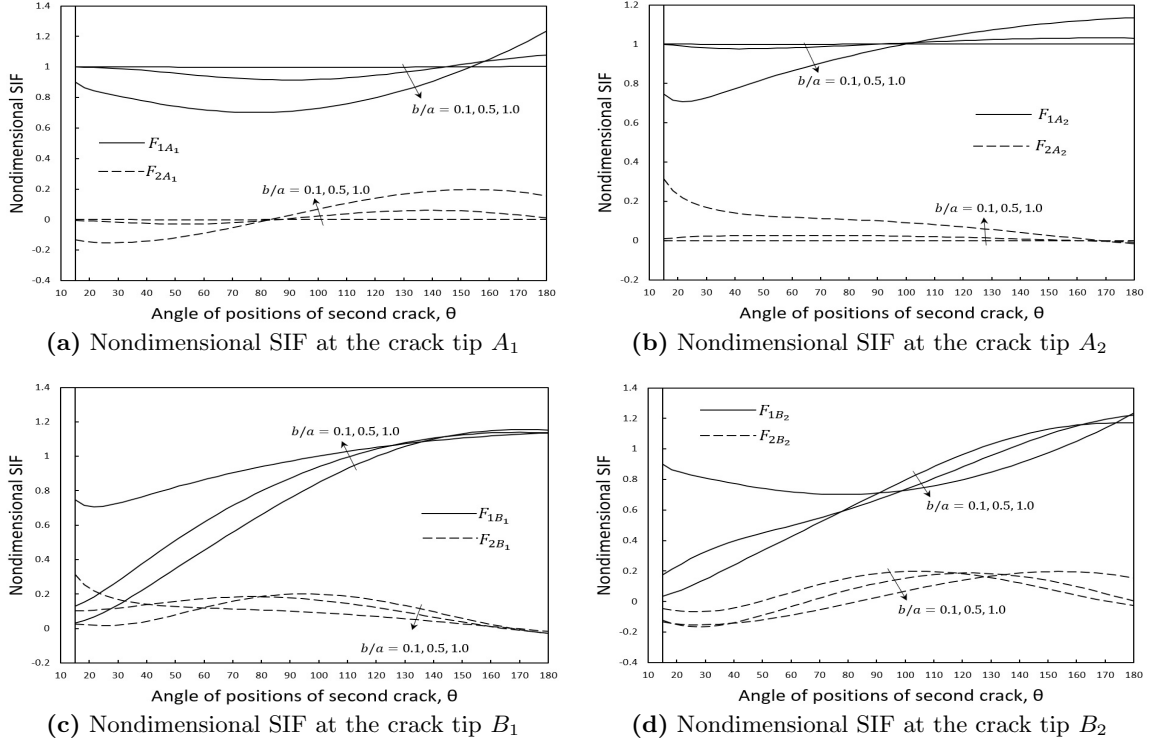 1.4
1.2
1
0.8
0.6
0.4
0.2
0
-0.2
-0.4
Nondimensional SIF
b/a = 0.1, 0.5, 1.0
F1A1
F2A1
b/a = 0.1, 0.5, 1.0
10 20 30 40 50 60 70 80 90 100 110 120 130 140 150 160 170 180
Angle of positions of second crack, θ
(a) Nondimensional SIF at the crack tip A1
1.2
1
0.8
0.6
0.4
0.2
0
-0.2
Nondimensional SIF
b/a = 0.1, 0.5, 1.0
F1A2
F2A2
b/a = 0.1, 0.5, 1.0
10 20 30 40 50 60 70 80 90 100 110 120 130 140 150 160 170 180
Angle of positions of second crack, θ
(b) Nondimensional SIF at the crack tip A2
1.4
1.2
1
0.8
0.6
0.4
0.2
0
-0.2
Nondimensional SIF
b/a = 0.1, 0.5, 1.0
F1B1
F2B1
b/a = 0.1, 0.5, 1.0
10 20 30 40 50 60 70 80 90 100 110 120 130 140 150 160 170 180
Angle of positions of second crack, θ
(c) Nondimensional SIF at the crack tip B1
1.4
1.2
1
0.8
0.6
0.4
0.2
0
-0.2
-0.4
Nondimensional SIF
F1B2
F2B2
b/a = 0.1, 0.5, 1.0
b/a = 0.1, 0.5, 1.0
10 20 30 40 50 60 70 80 90 100 110 120 130 140 150 160 170 180
Angle of positions of second crack, θ
(d) Nondimensional SIF at the crack tip B2